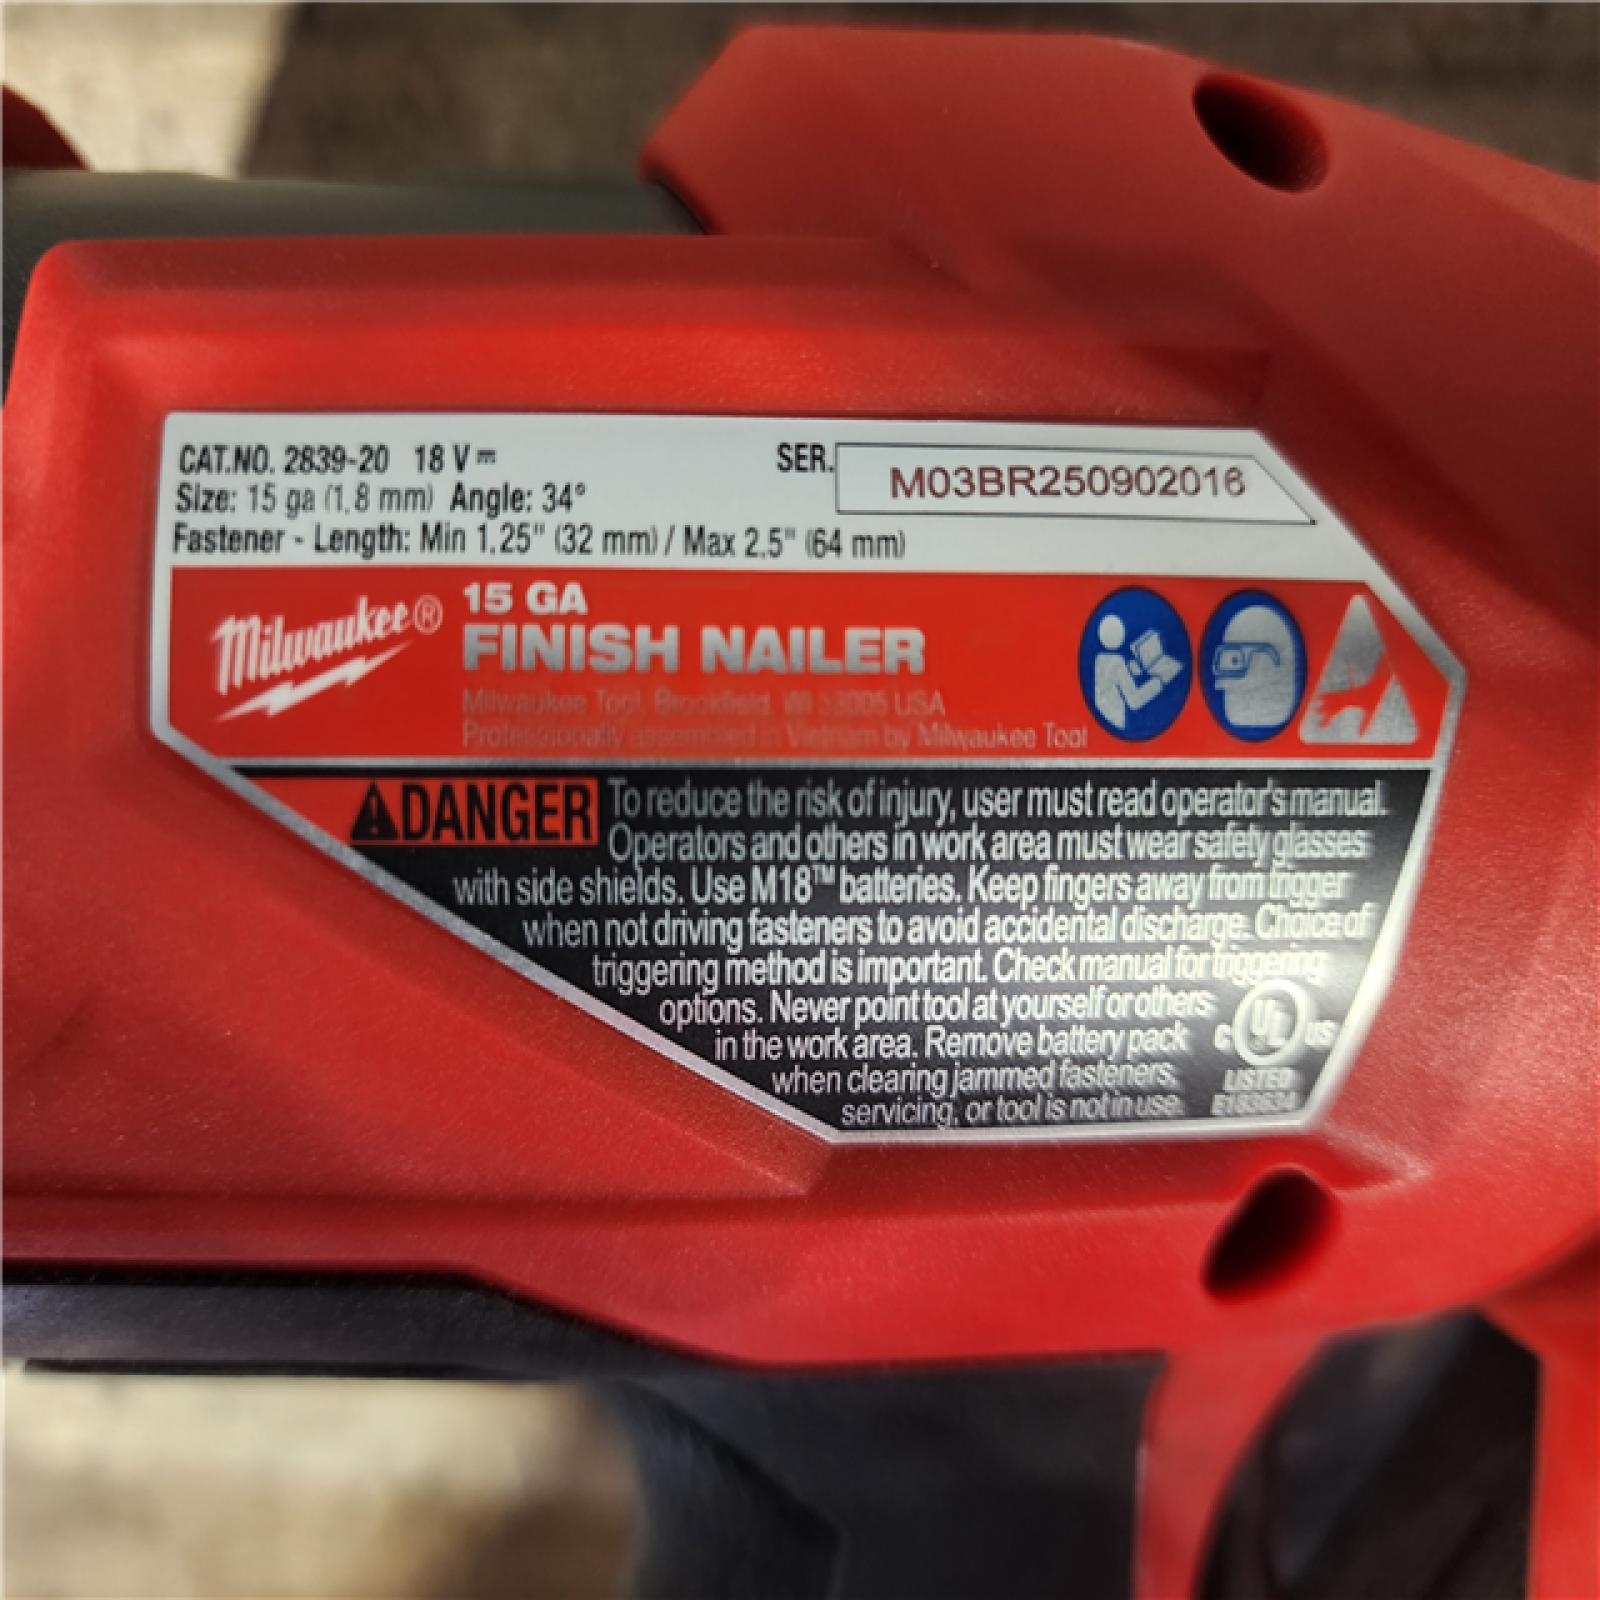 CAT.NO. 2839-20 18 V⎓
SER. M03BR250902016
Size: 15 ga (1.8 mm) Angle: 34°
Fastener - Length: Min 1.25" (32 mm) / Max 2.5" (64 mm)
Milwaukee®
15 GA
FINISH NAILER
Milwaukee Tool, Brookfield, WI 53005 USA
Professionally assembled in Vietnam by Milwaukee Tool
DANGER To reduce the risk of injury, user must read operator's manual.
Operators and others in work area must wear safety glasses
with side shields. Use M18™ batteries. Keep fingers away from trigger
when not driving fasteners to avoid accidental discharge. Choice of
triggering method is important. Check manual for triggering
options. Never point tool at yourself or others
in the work area. Remove battery pack
when clearing jammed fasteners,
servicing, or tool is not in use.
C UL US
LISTED
E183634